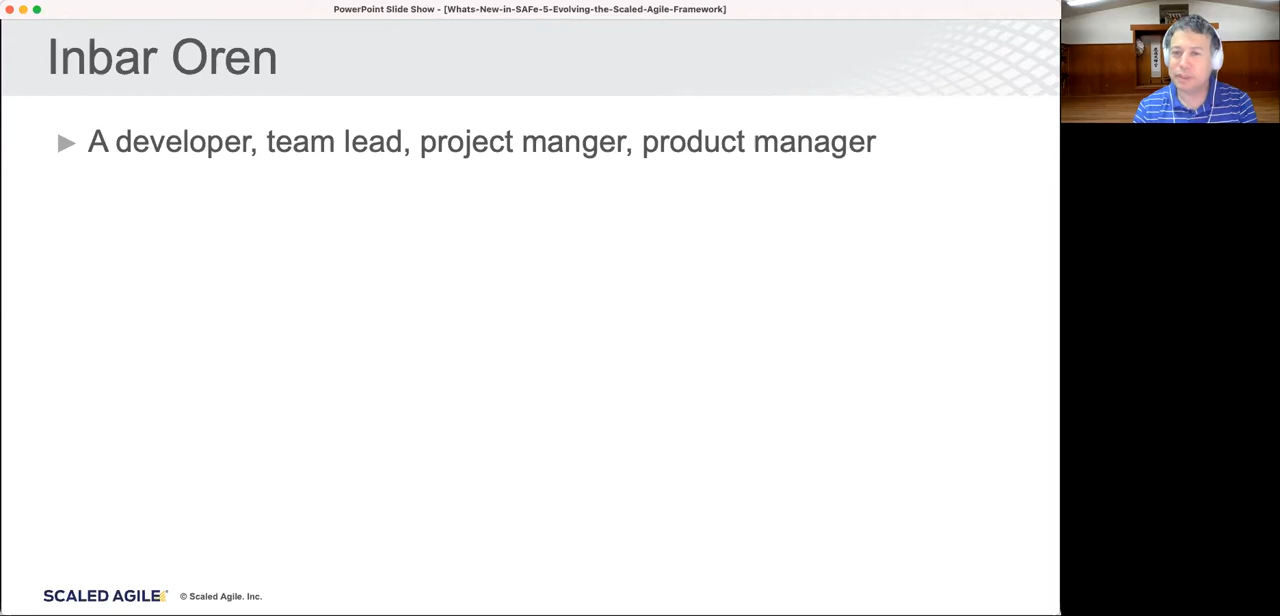 PowerPoint Slide Show - [Whats-New-in-SAFe-5-Evolving-the-Scaled-Agile-Framework]
Inbar Oren
A developer, team lead, project manger, product manager
SCALED AGILE
© Scaled Agile. Inc.